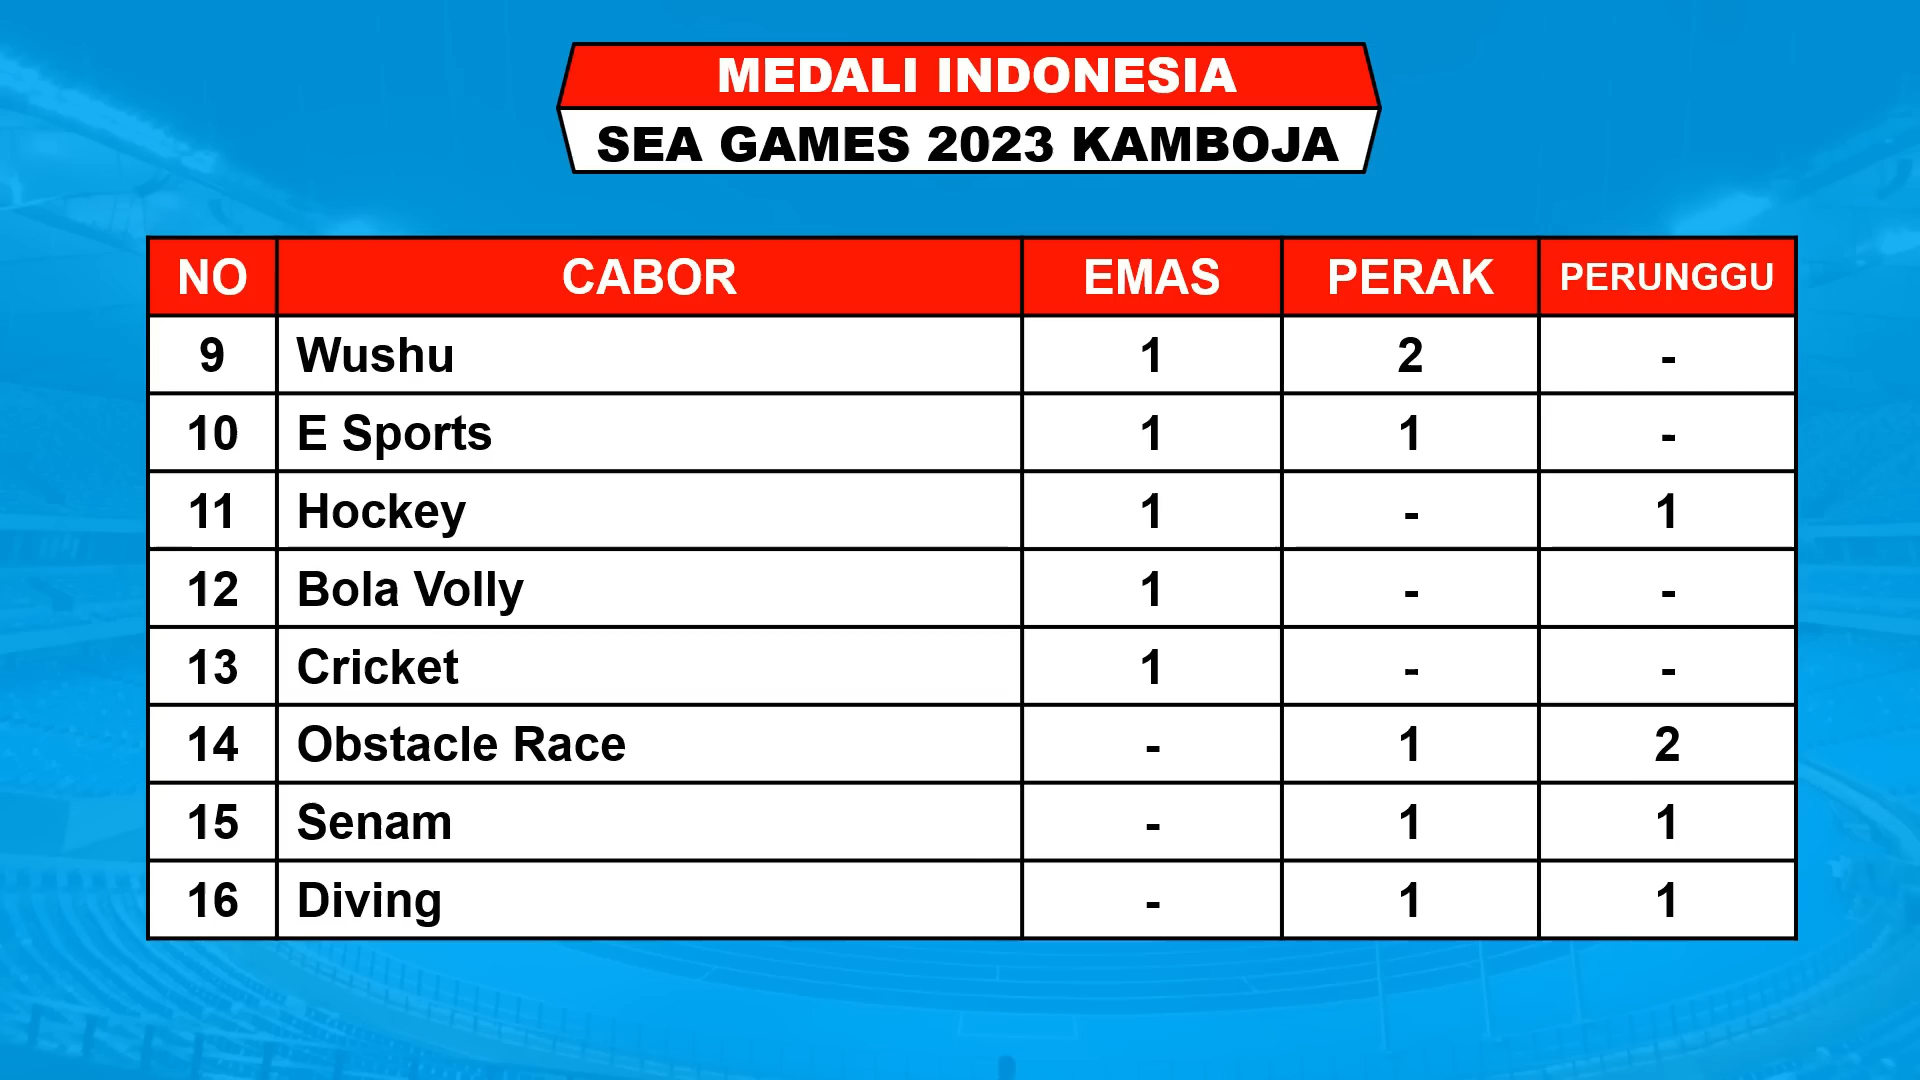 MEDALI INDONESIA
SEA GAMES 2023 KAMBOJA
NO CABOR EMAS PERAK PERUNGGU
9 Wushu 1 2 -
10 E Sports 1 1 -
11 Hockey 1 - 1
12 Bola Volly 1 - -
13 Cricket 1 - -
14 Obstacle Race - 1 2
15 Senam - 1 1
16 Diving - 1 1